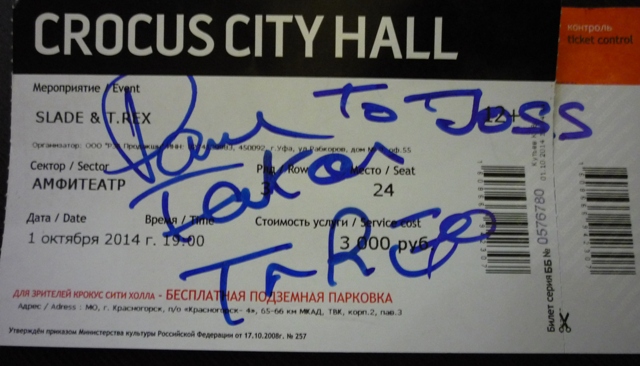 CROCUS CITY HALL
контроль
ticket control
Мероприятие / Event
12+
SLADE & T.REX
TO JOSS
Paul
Сектор / Sector
Ряд / Row
Место / Seat
АМФИТЕАТР
3
24
Дата / Date
Время / Time
Стоимость услуги / Service cost
1 октября 2014 г. 19:00
3 000 руб.
T. REX
ДЛЯ ЗРИТЕЛЕЙ КРОКУС СИТИ ХОЛЛА - БЕСПЛАТНАЯ ПОДЗЕМНАЯ ПАРКОВКА
Адрес / Adress : МО, г. Красногорск, п/о «Красногорск- 4», 65-66 км МКАД, ТВК, корп.2, пав.3
Утверждён приказом Министерства культуры Российской Федерации от 17.10.2008г. № 257
Билет серия ББ № 0576780